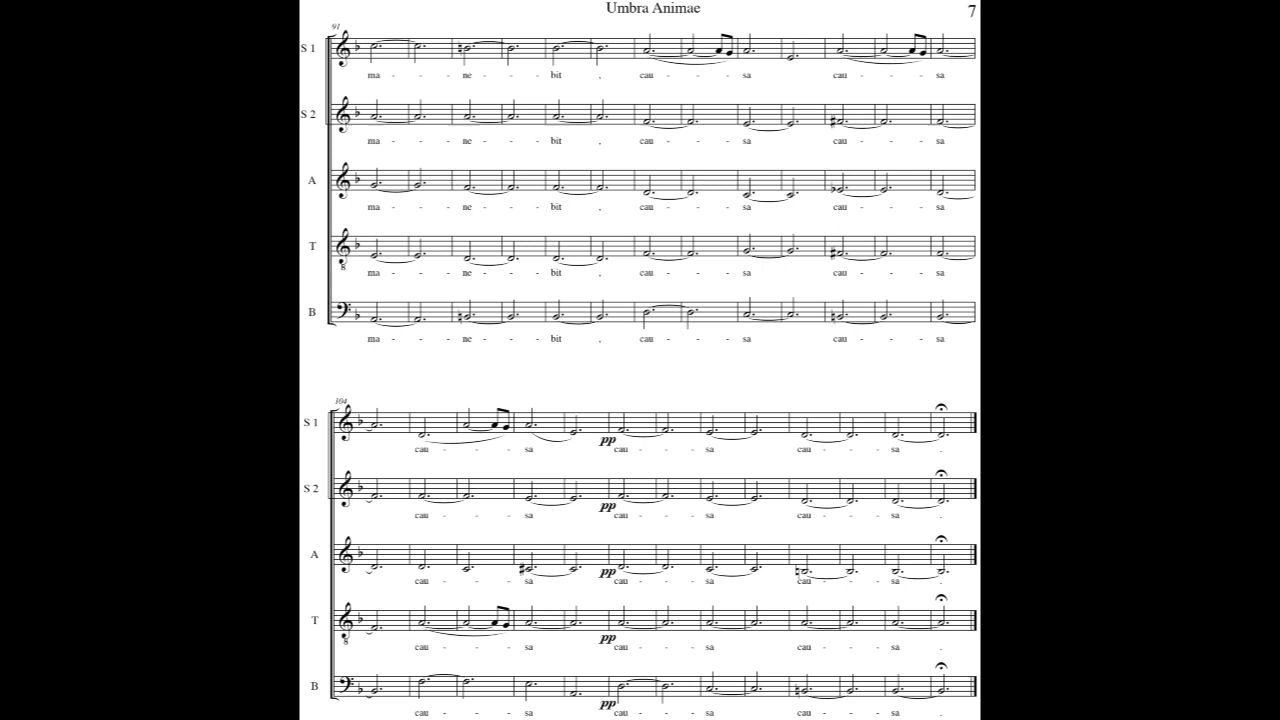 Umbra Animae
7
91
S 1
ma - - ne - bit , cau - - sa cau - - sa
S 2
ma - - ne - bit , cau - - sa cau - - sa
A
ma - - ne - bit , cau - - sa cau - - sa
T
8
ma - - ne - bit , cau - - sa cau - - sa
B
ma - - ne - bit , cau - - sa cau - - sa
104
S 1
pp
cau - - sa cau - - sa cau - - sa .
S 2
pp
cau - - sa cau - - sa cau - - sa .
A
pp
cau - - sa cau - - sa cau - - sa .
T
8
pp
cau - - sa cau - - sa cau - - sa .
B
pp
cau - - sa cau - - sa cau - - sa .